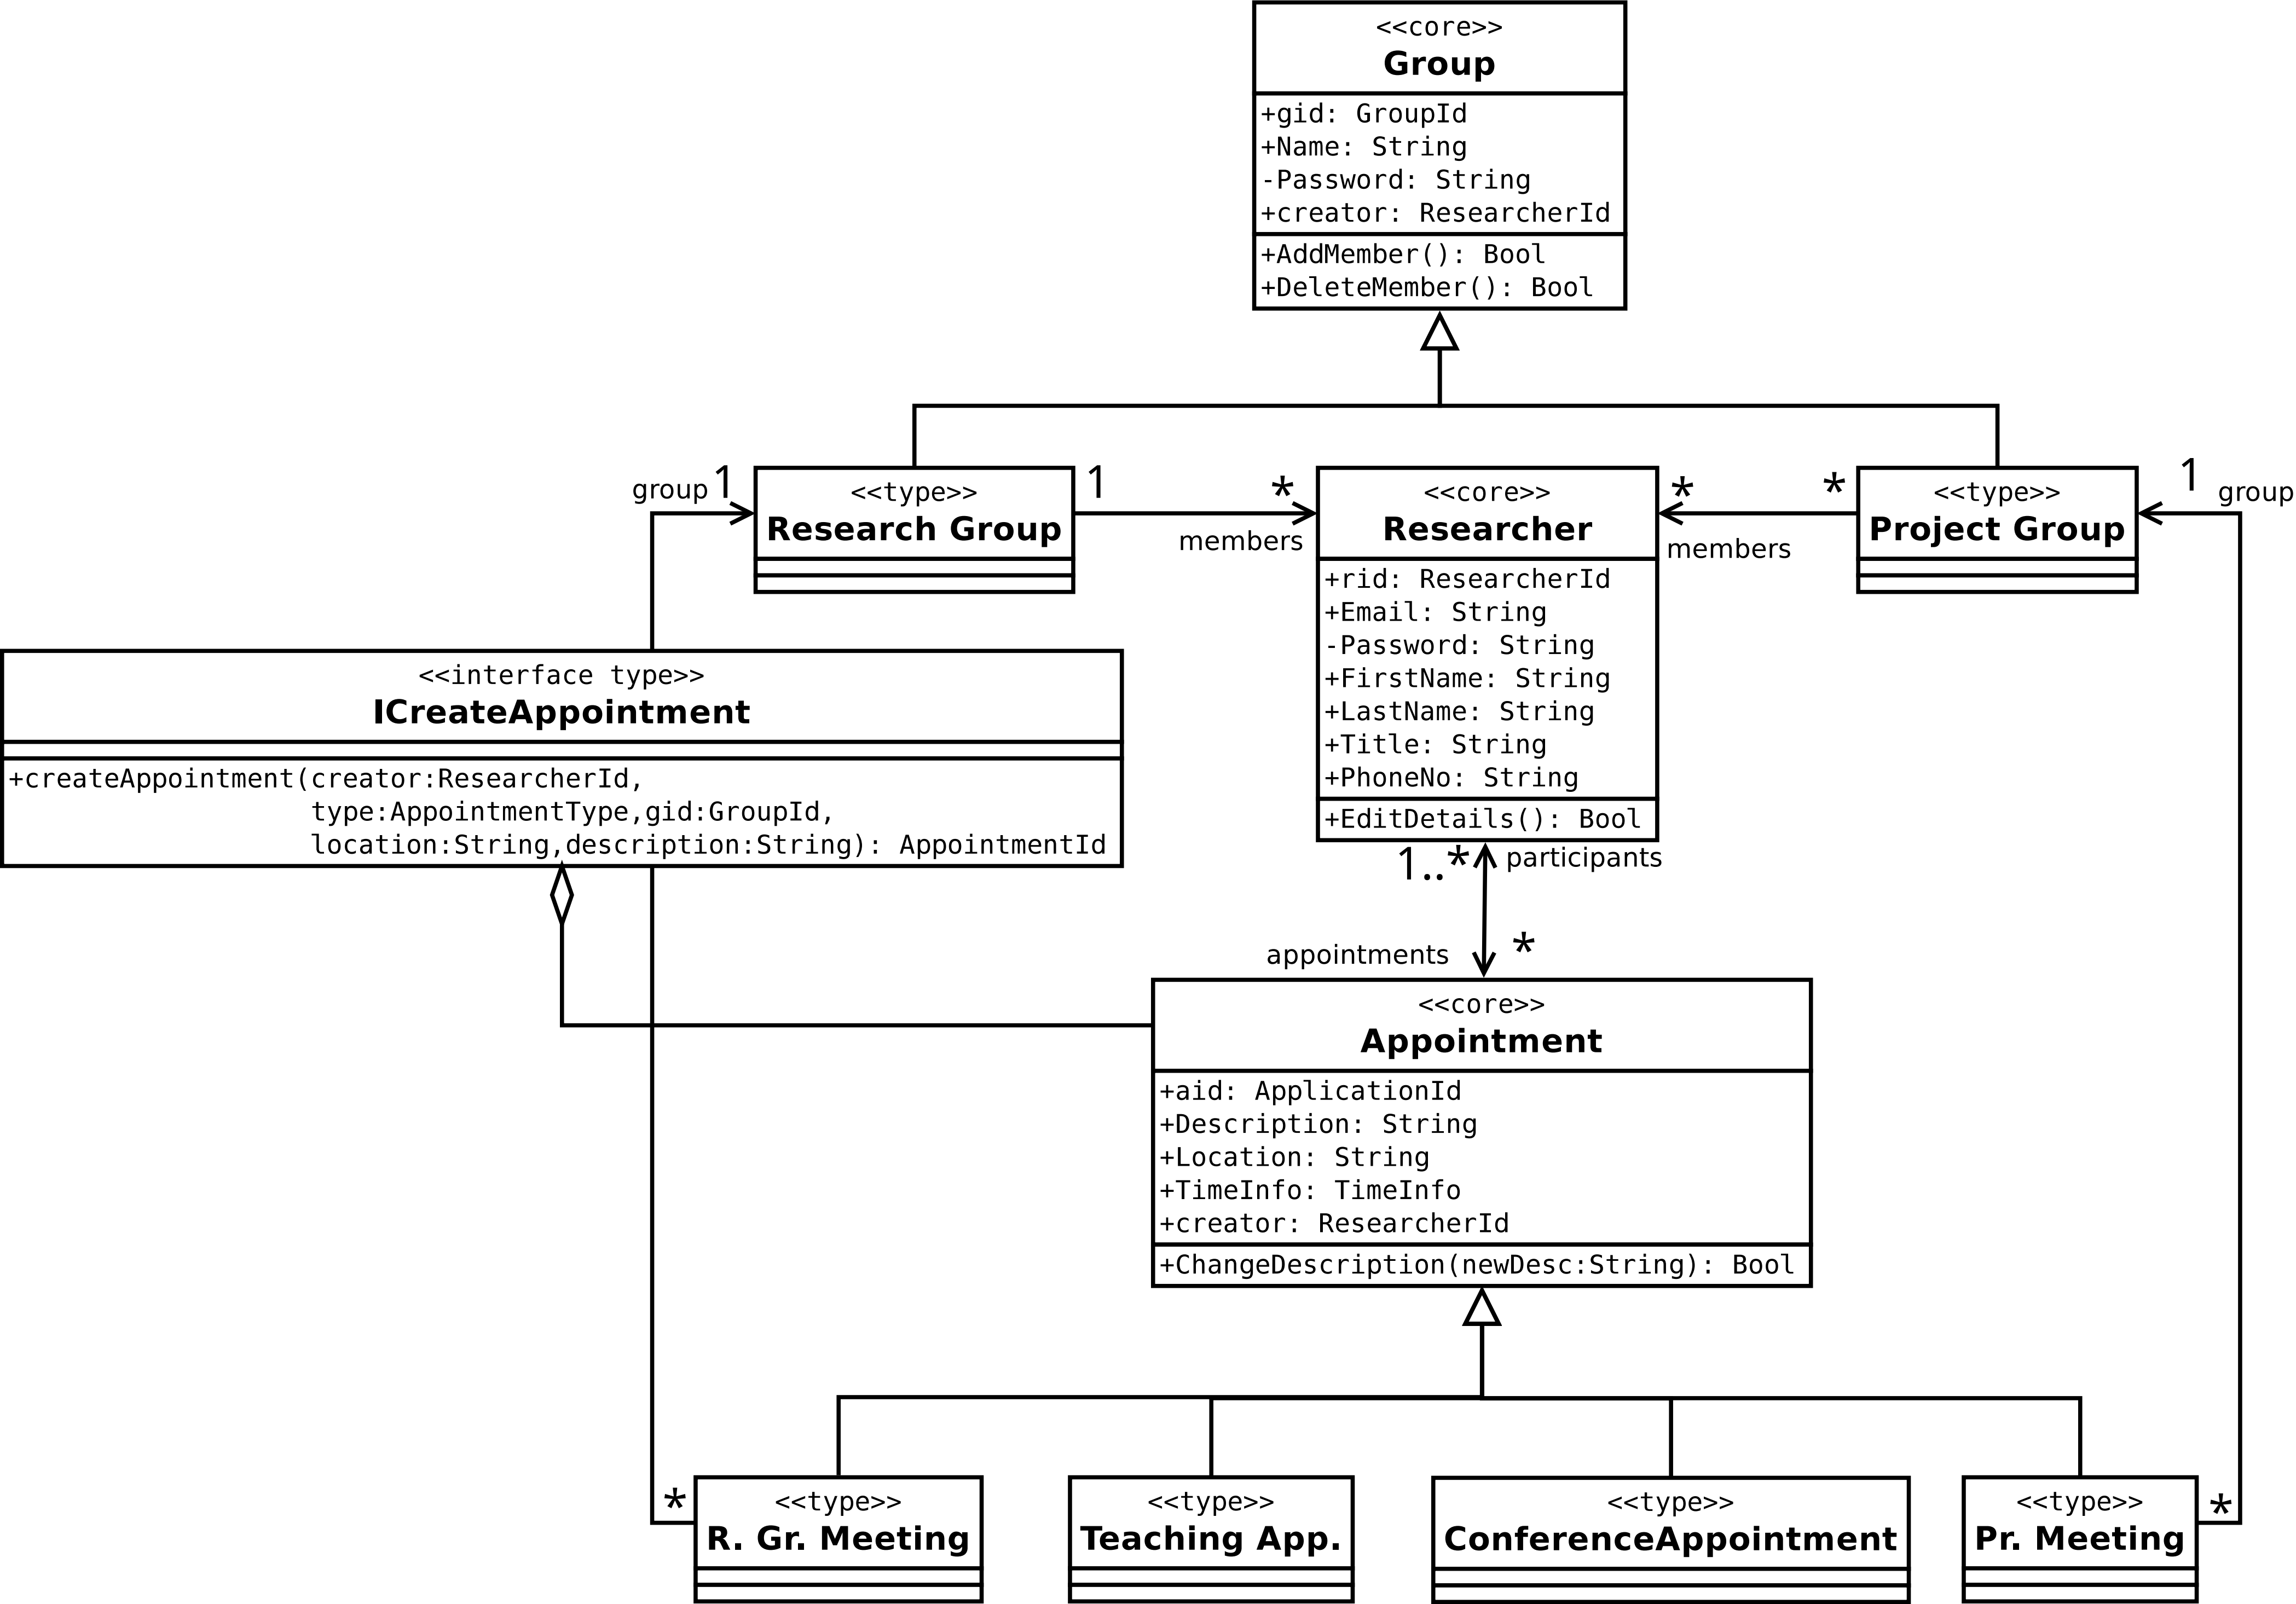 <<core>>
Group
+gid: GroupId
+Name: String
-Password: String
+creator: ResearcherId
+AddMember(): Bool
+DeleteMember(): Bool
group 1
<<type>>
Research Group
1
*
members
<<core>>
Researcher
+rid: ResearcherId
+Email: String
-Password: String
+FirstName: String
+LastName: String
+Title: String
+PhoneNo: String
+EditDetails(): Bool
*
members
*
<<type>>
Project Group
1
group
<<interface type>>
ICreateAppointment
+createAppointment(creator:ResearcherId,
type:AppointmentType,gid:GroupId,
location:String,description:String): AppointmentId
1..*
participants
appointments
*
<<core>>
Appointment
+aid: ApplicationId
+Description: String
+Location: String
+TimeInfo: TimeInfo
+creator: ResearcherId
+ChangeDescription(newDesc:String): Bool
*
<<type>>
R. Gr. Meeting
<<type>>
Teaching App.
<<type>>
ConferenceAppointment
<<type>>
Pr. Meeting
*